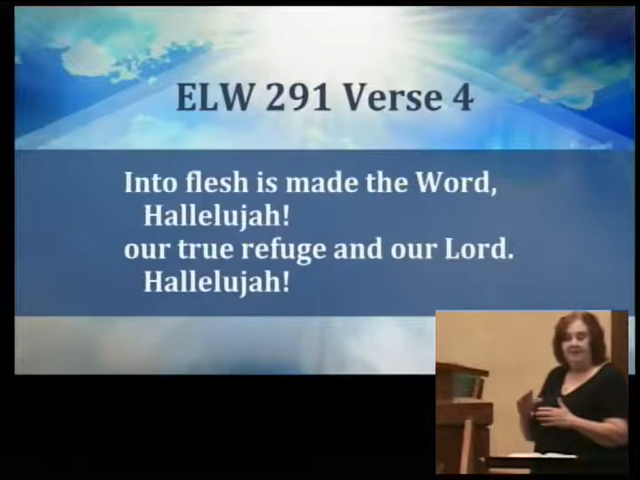 ELW 291 Verse 4
Into flesh is made the Word,
Hallelujah!
our true refuge and our Lord.
Hallelujah!